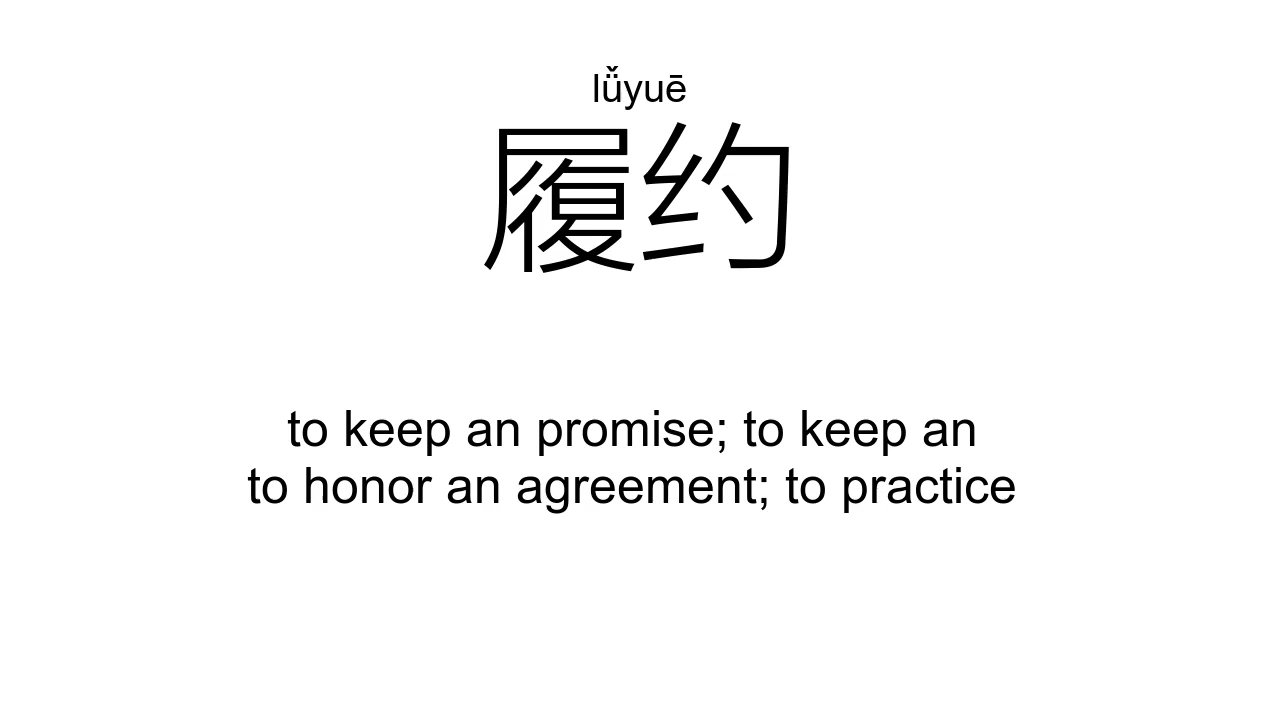 lǚyuē
履约
to keep an promise; to keep an
to honor an agreement; to practice